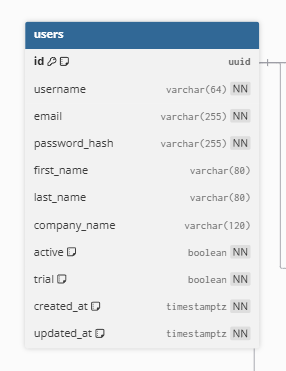 users
id uuid
username varchar(64) NN
email varchar(255) NN
password_hash varchar(255) NN
first_name varchar(80)
last_name varchar(80)
company_name varchar(120)
active boolean NN
trial boolean NN
created_at timestamptz NN
updated_at timestamptz NN